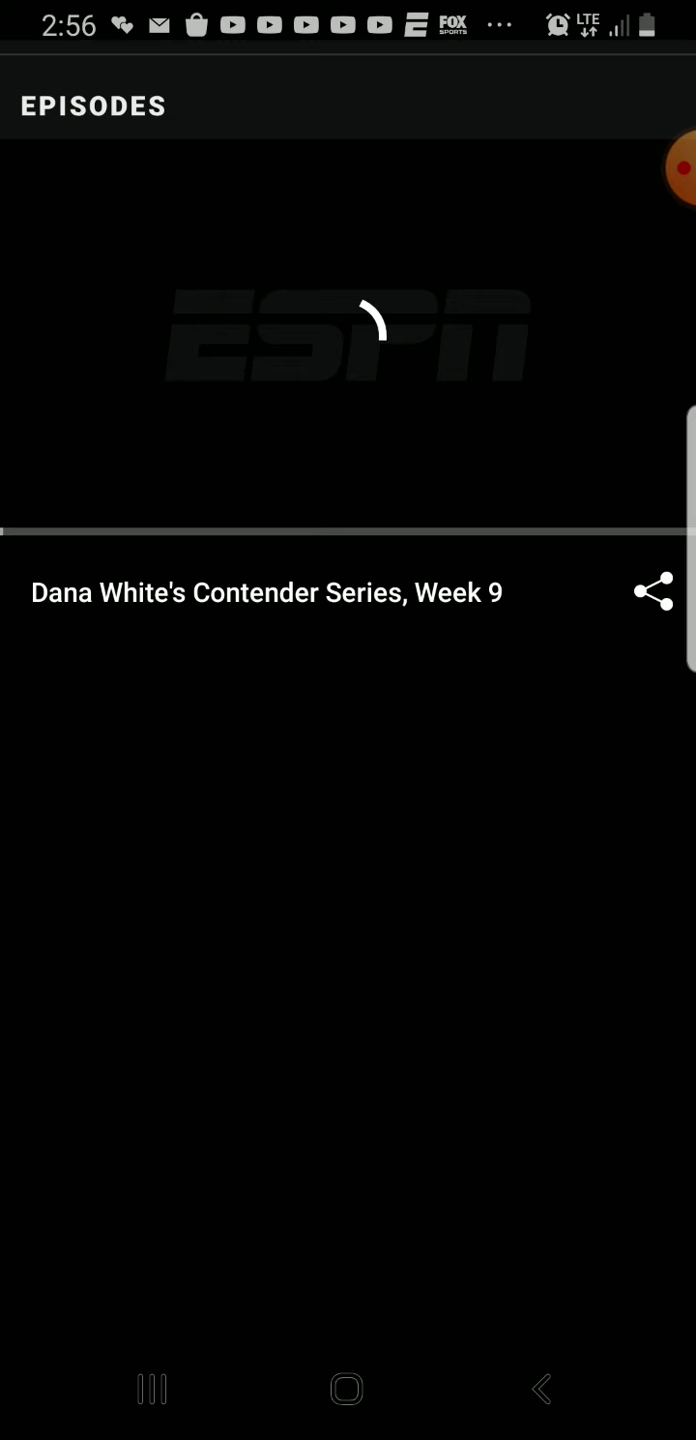 2:56
FOX
SPORTS
LTE
EPISODES
ESPN
Dana White's Contender Series, Week 9